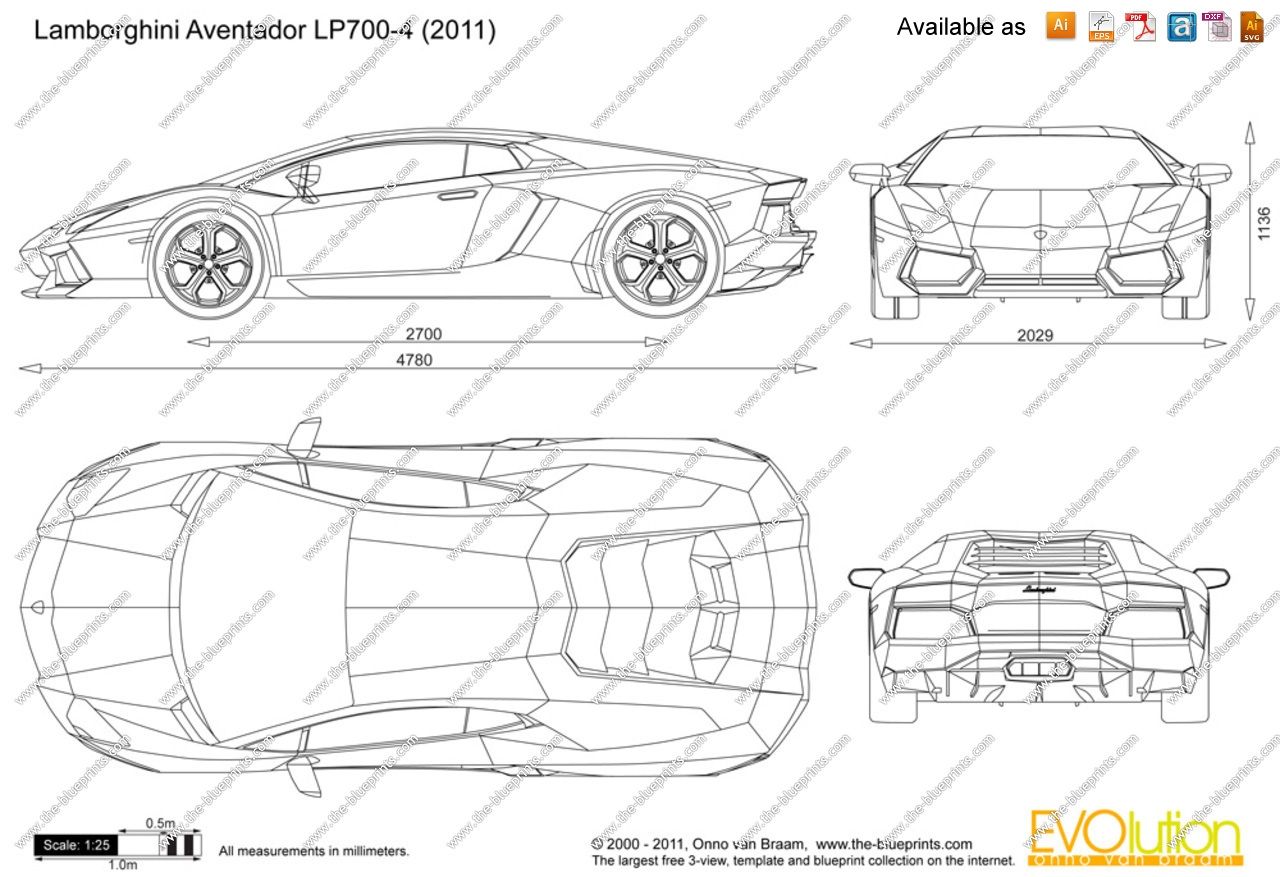 Lamborghini Aventador LP700-4 (2011)
Available as
Ai
EPS
PDF
a
DXF
Ai
SVG
1136
2700
4780
2029
Lamborghini
0.5m
Scale: 1:25
1.0m
All measurements in millimeters.
© 2000 - 2011, Onno van Braam, www.the-blueprints.com
The largest free 3-view, template and blueprint collection on the internet.
EVOlution
onno van braam
www.the-blueprints.com